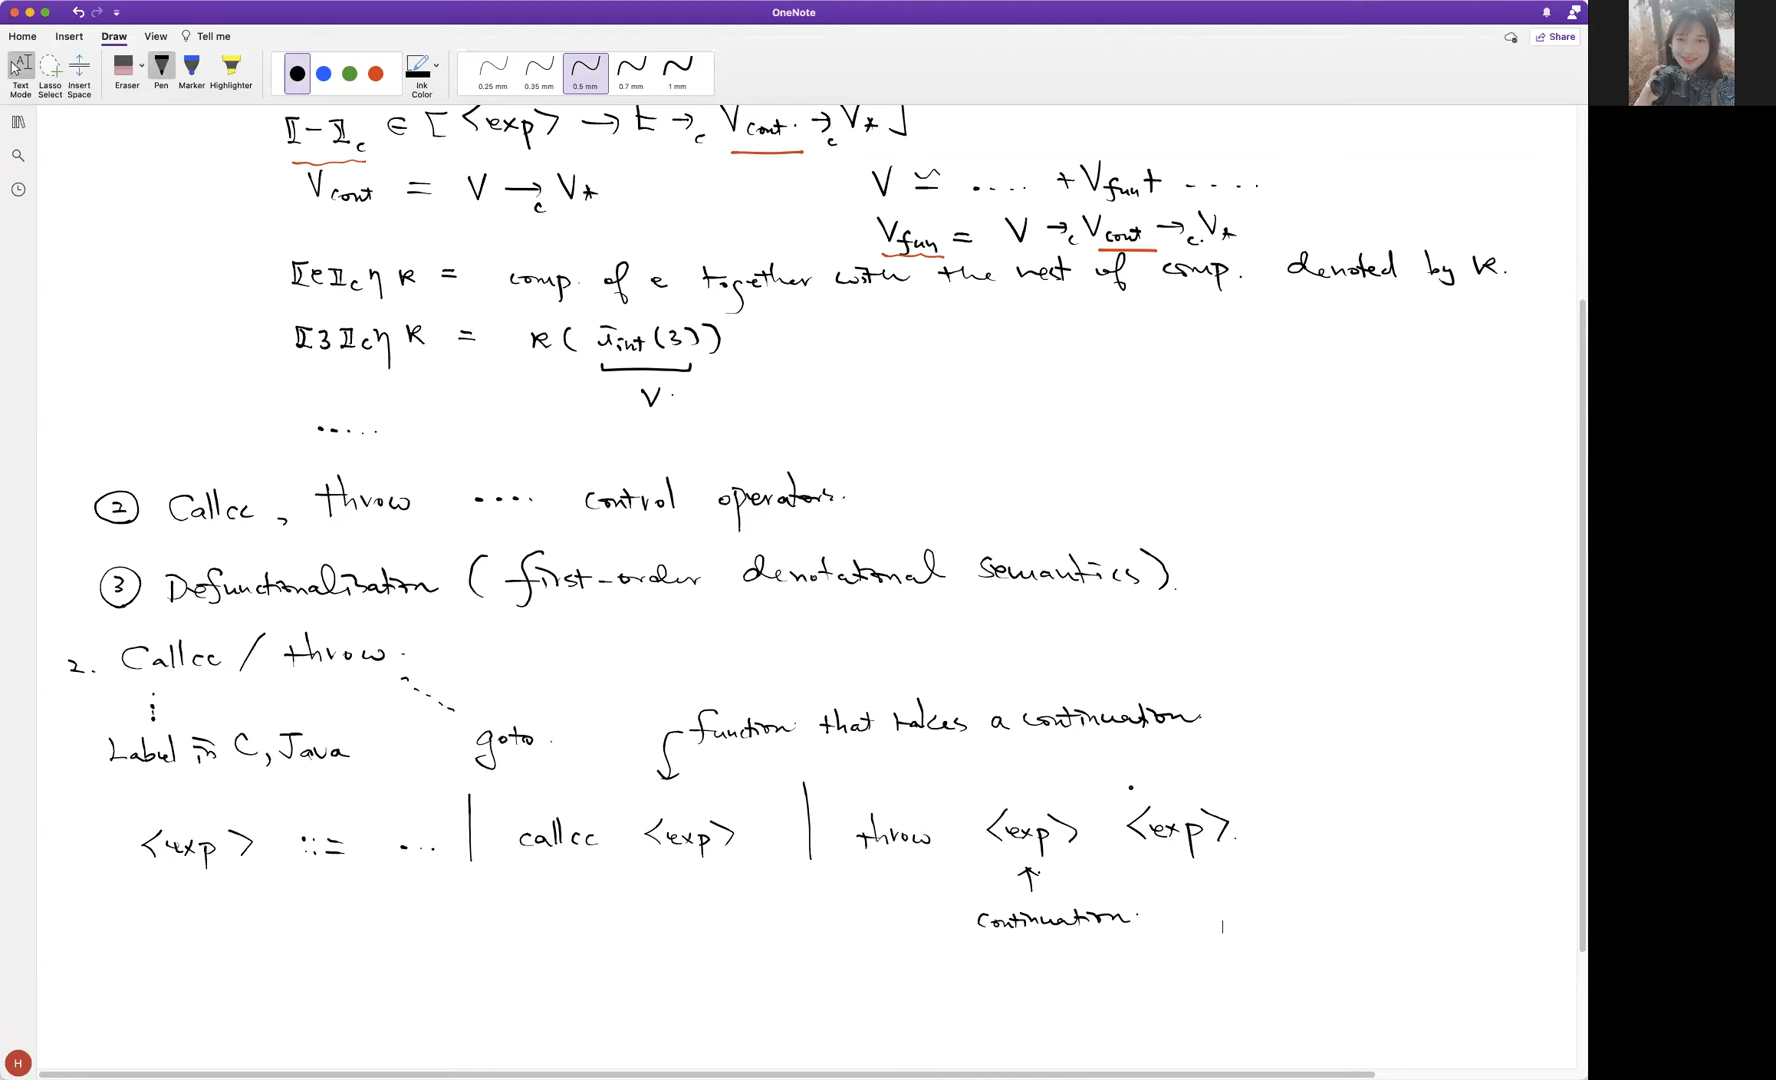 OneNote
Home Insert Draw View Tell me
Share
Text Mode
Lasso Select
Insert Space
Eraser
Pen
Marker
Highlighter
Ink Color
0.25 mm
0.35 mm
0.5 mm
0.7 mm
1 mm
⟦-⟧c ∈ [ <exp> → E →c Vcont. →c V* ]
Vcont = V →c V*
V ≃ .... + Vfun + .....
Vfun = V →c Vcont →c. V*
⟦e⟧c η κ = comp. of e together with the rest of comp. denoted by κ.
⟦3⟧c η κ = κ ( ιint (3))
V.
.....
② Callcc, throw .... control operators.
③ Defunctionalization ( first-order denotational semantics).
2. Callcc / throw.
Label in C, Java
goto.
function that takes a continuation.
<exp> ::= ... | callcc <exp> | throw <exp> <exp>.
↑
continuation.
H